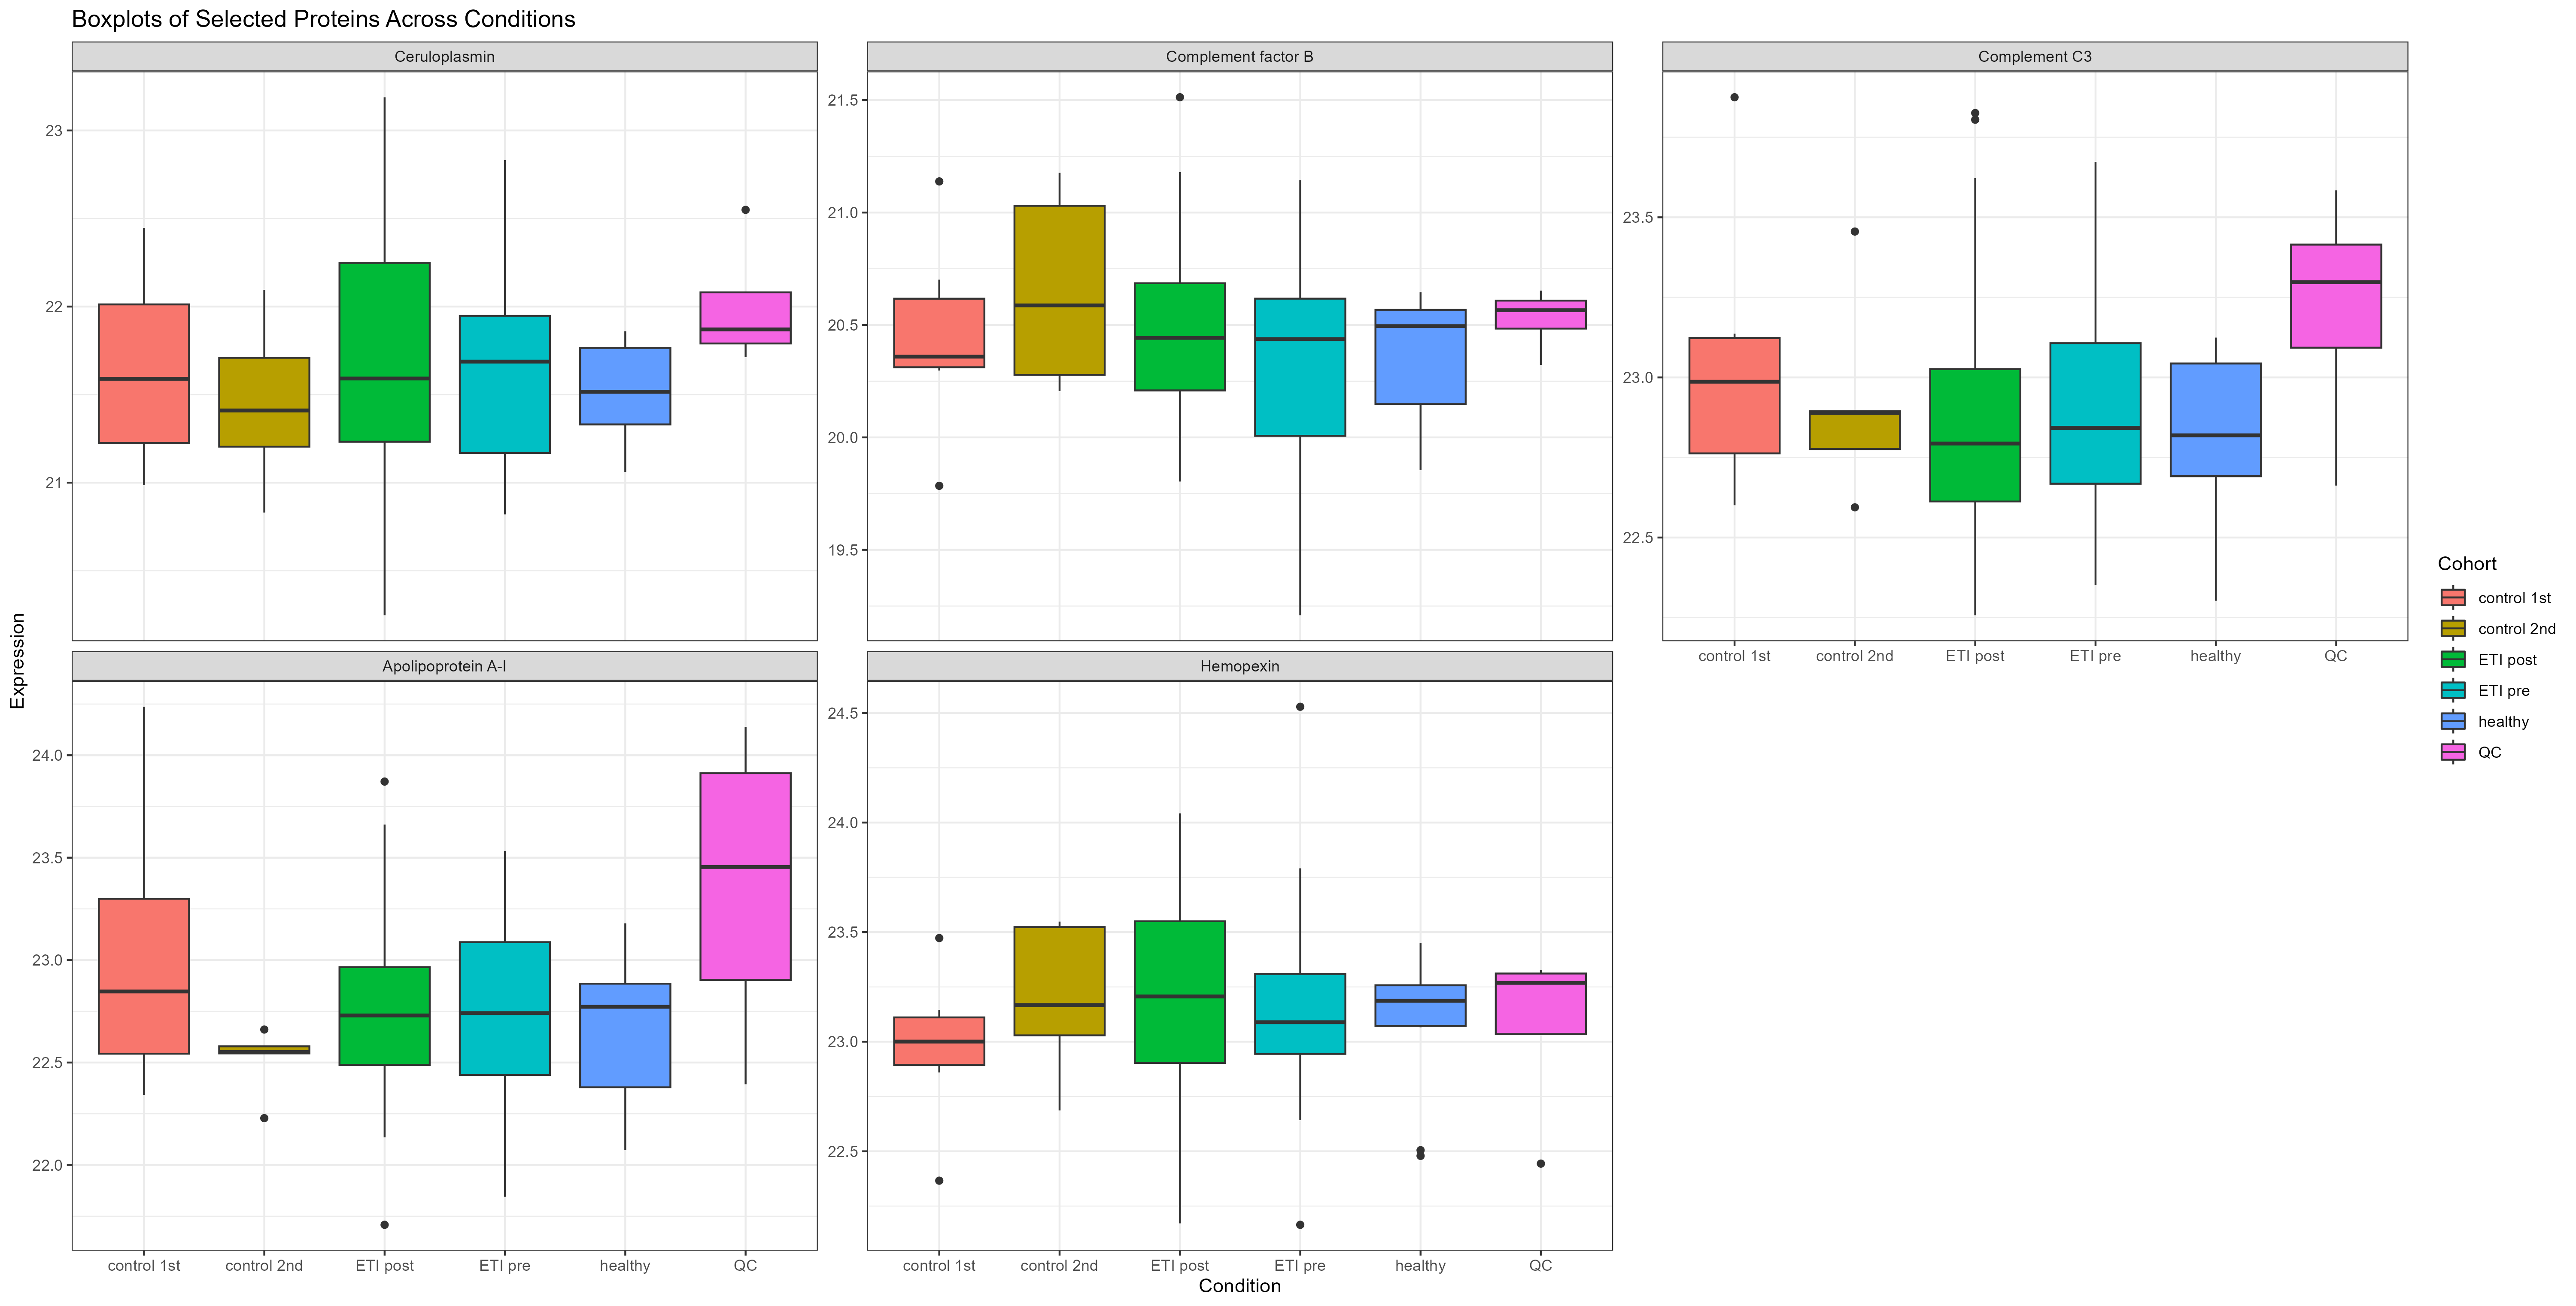 Boxplots of Selected Proteins Across Conditions
Ceruloplasmin
Complement factor B
Complement C3
23
22
21
21.5
21.0
20.5
20.0
19.5
23.5
23.0
22.5
control 1st
control 2nd
ETI post
ETI pre
healthy
QC
Expression
Apolipoprotein A-I
Hemopexin
24.0
23.5
23.0
22.5
22.0
24.5
24.0
23.5
23.0
22.5
control 1st
control 2nd
ETI post
ETI pre
healthy
QC
control 1st
control 2nd
ETI post
ETI pre
healthy
QC
Condition
Cohort
control 1st
control 2nd
ETI post
ETI pre
healthy
QC